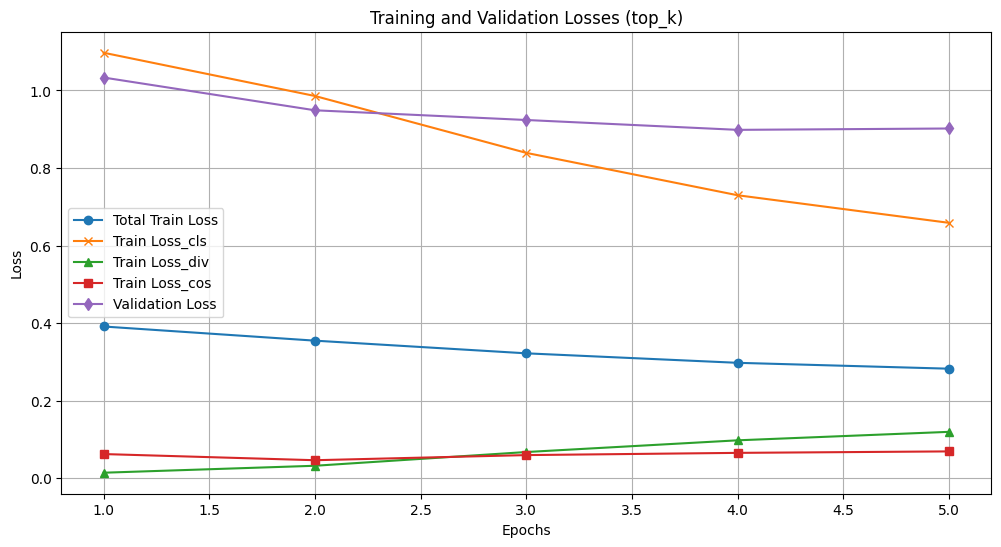 Training and Validation Losses (top_k)
Loss
1.0
0.8
0.6
0.4
0.2
0.0
Total Train Loss
Train Loss_cls
Train Loss_div
Train Loss_cos
Validation Loss
1.0 1.5 2.0 2.5 3.0 3.5 4.0 4.5 5.0
Epochs